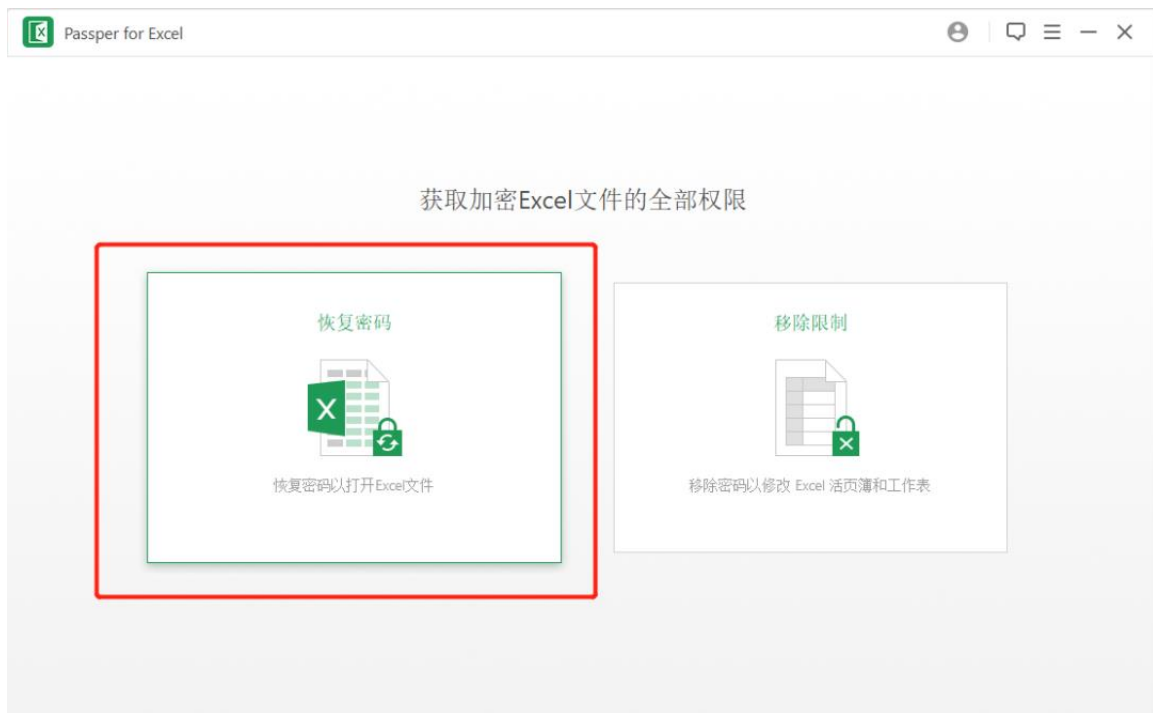 Passper for Excel
获取加密Excel文件的全部权限
恢复密码
移除限制
X
恢复密码以打开Excel文件
移除密码以修改 Excel 活页簿和工作表